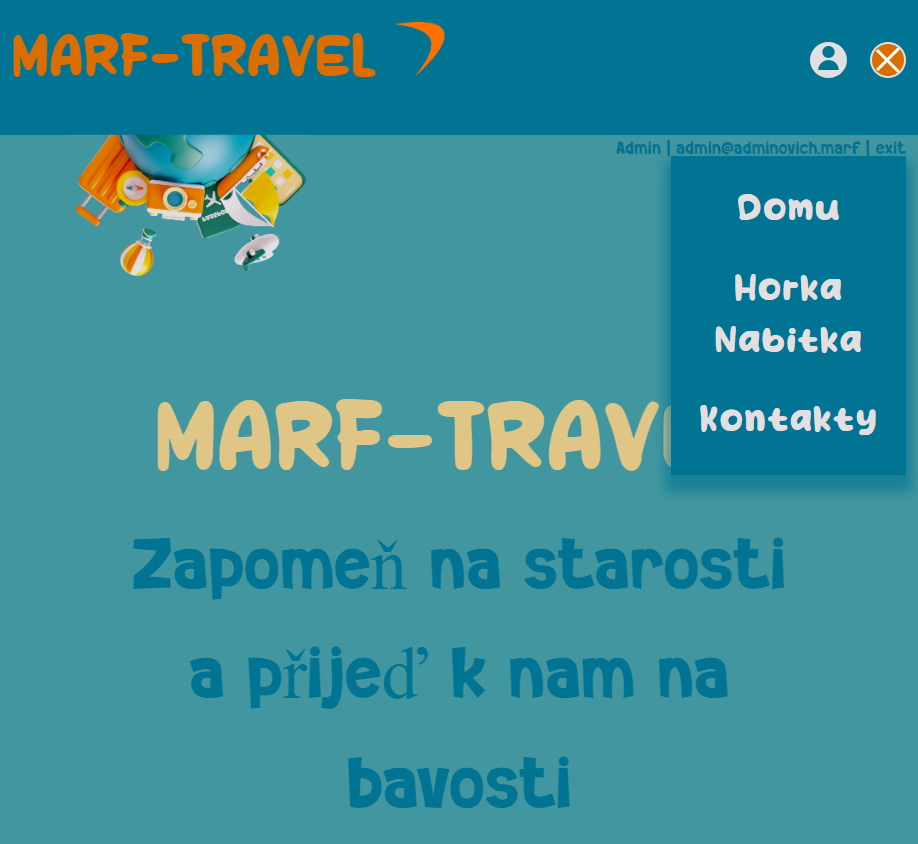 MARF-TRAVEL
Admin | admin@adminovich.marf | exit
Domu
Horka
Nabitka
Kontakty
MARF-TRAV
Zapomeň na starosti
a přijeď k nam na
bavosti